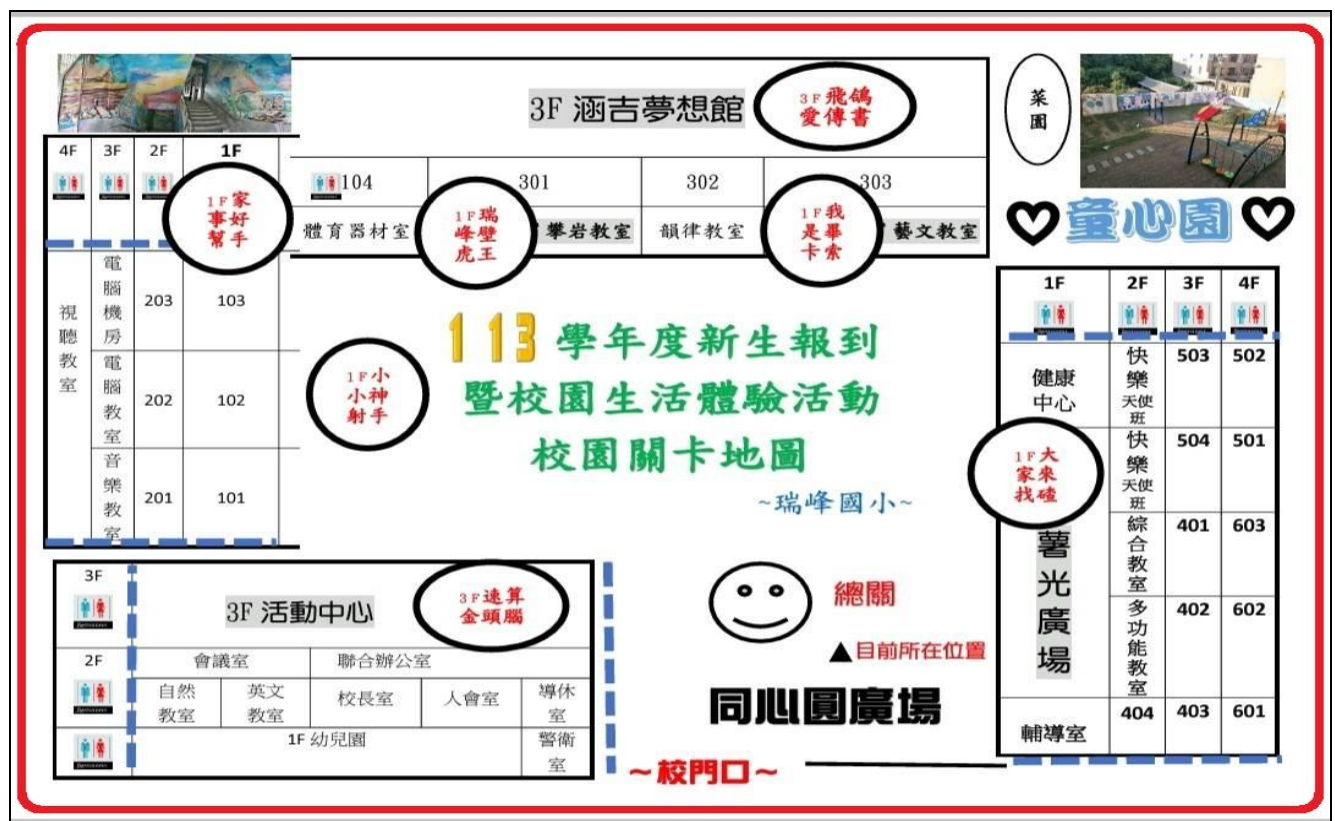 3F 涵吉夢想館
3F飛鴿
愛傳書
菜
園
4F 3F 2F 1F
1F家
事好
幫手
104 301 302 303
體育器材室
1F瑞
峰壁
虎王
攀岩教室
韻律教室
1F我
是畢
卡索
藝文教室
童心園
視聽教室
電腦機房
203 103
電腦教室
202 102
音樂教室
201 101
1F小
小神
射手
113學年度新生報到
暨校園生活體驗活動
校園關卡地圖
~瑞峰國小~
1F 2F 3F 4F
健康
中心
快樂
天使
班
503 502
1F大
家來
找碴
快樂
天使
班
504 501
薯光廣場
綜合教室
401 603
多功能教室
402 602
輔導室
404 403 601
3F
3F 活動中心
3F速算
金頭腦
2F
會議室 聯合辦公室
自然
教室
英文
教室
校長室
人會室
導休
室
1F 幼兒園
警衛
室
總關
▲目前所在位置
同心圓廣場
~校門口~